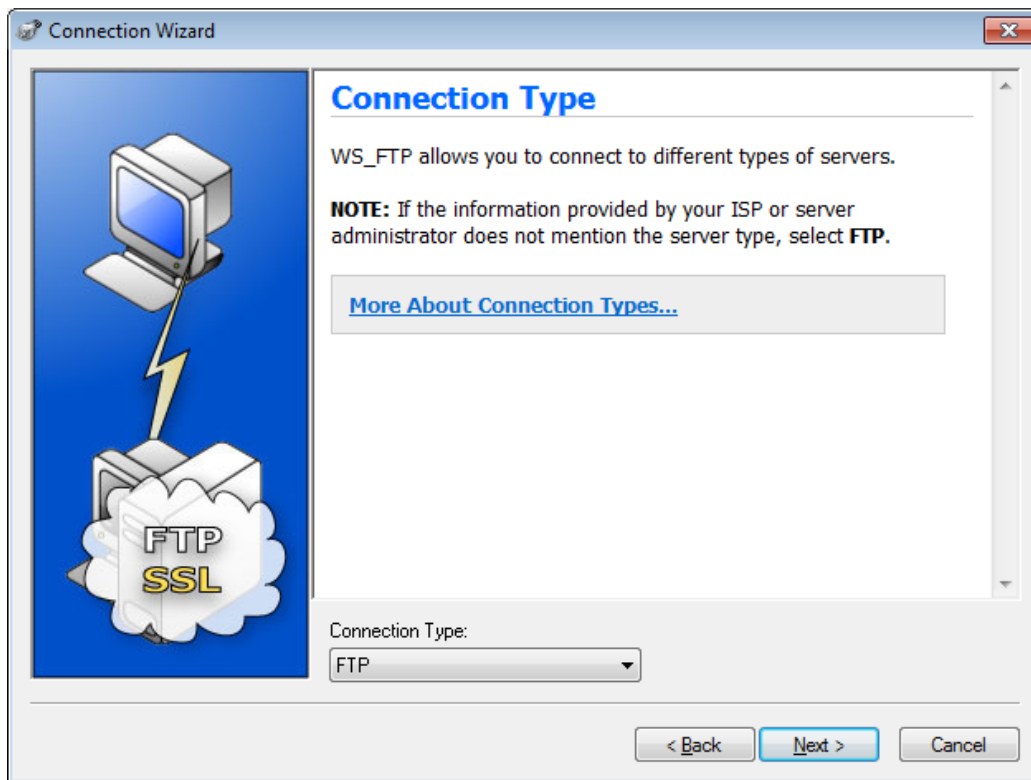 Connection Wizard
Connection Type
WS_FTP allows you to connect to different types of servers.
NOTE: If the information provided by your ISP or server
administrator does not mention the server type, select FTP.
More About Connection Types...
FTP
SSL
Connection Type:
FTP
< Back
Next >
Cancel